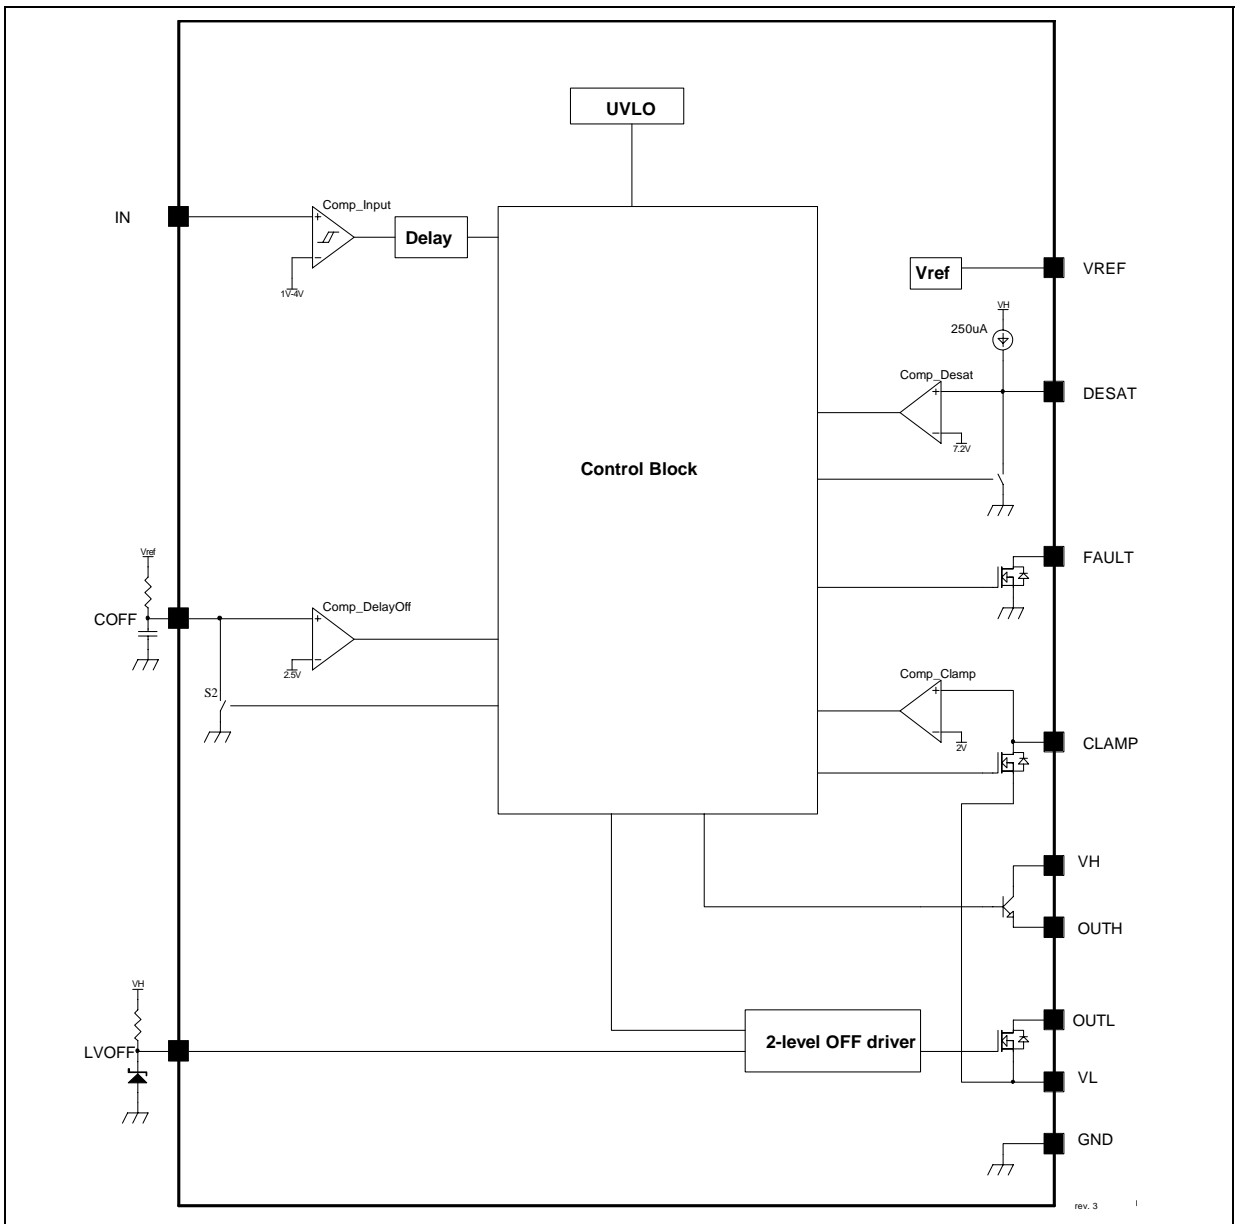 UVLO
IN
Comp_Input
Delay
1V-4V
Vref
VREF
VH
250uA
Comp_Desat
DESAT
7.2V
Control Block
Vref
FAULT
COFF
Comp_DelayOff
2.5V
S2
Comp_Clamp
2V
CLAMP
VH
OUTH
VH
LVOFF
2-level OFF driver
OUTL
VL
GND
rev. 3